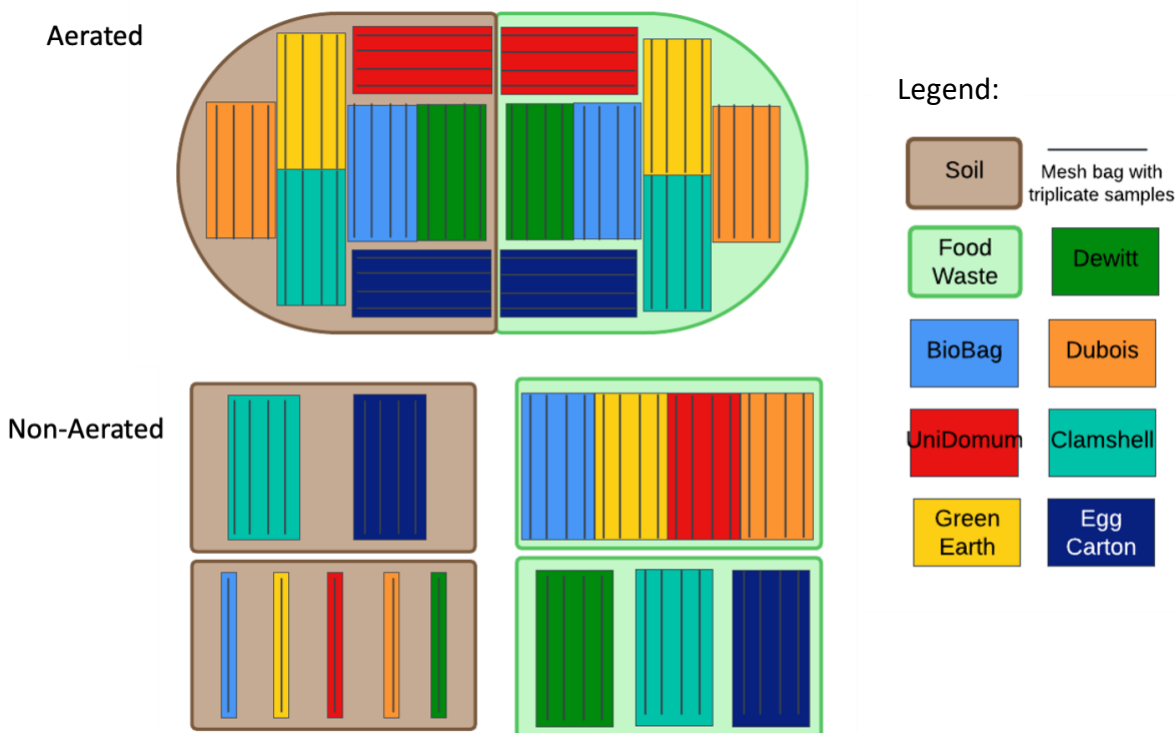 Aerated
Non-Aerated
Legend:
Soil
Mesh bag with
triplicate samples
Food
Waste
Dewitt
BioBag
Dubois
UniDomum
Clamshell
Green
Earth
Egg
Carton